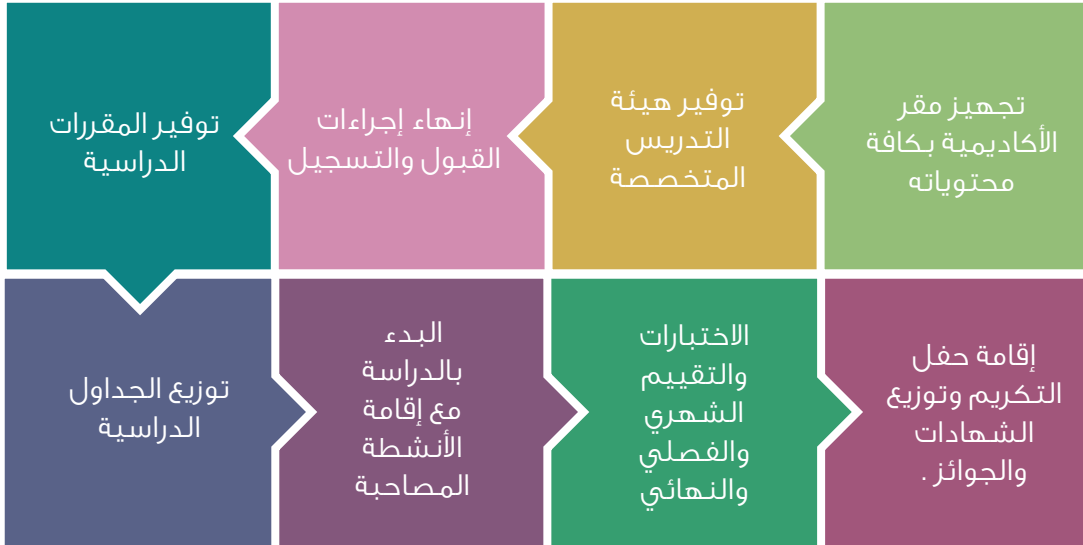 تجهيز مقر
الأكاديمية بكافة
محتوياته
توفير هيئة
التدريس
المتخصصة
إنهاء إجراءات
القبول والتسجيل
توفير المقررات
الدراسية
توزيع الجداول
الدراسية
البدء
بالدراسة
مع إقامة
الأنشطة
المصاحبة
الاختبارات
والتقييم
الشهري
والفصلي
والنهائي
إقامة حفل
التكريم وتوزيع
الشهادات
والجوائز .